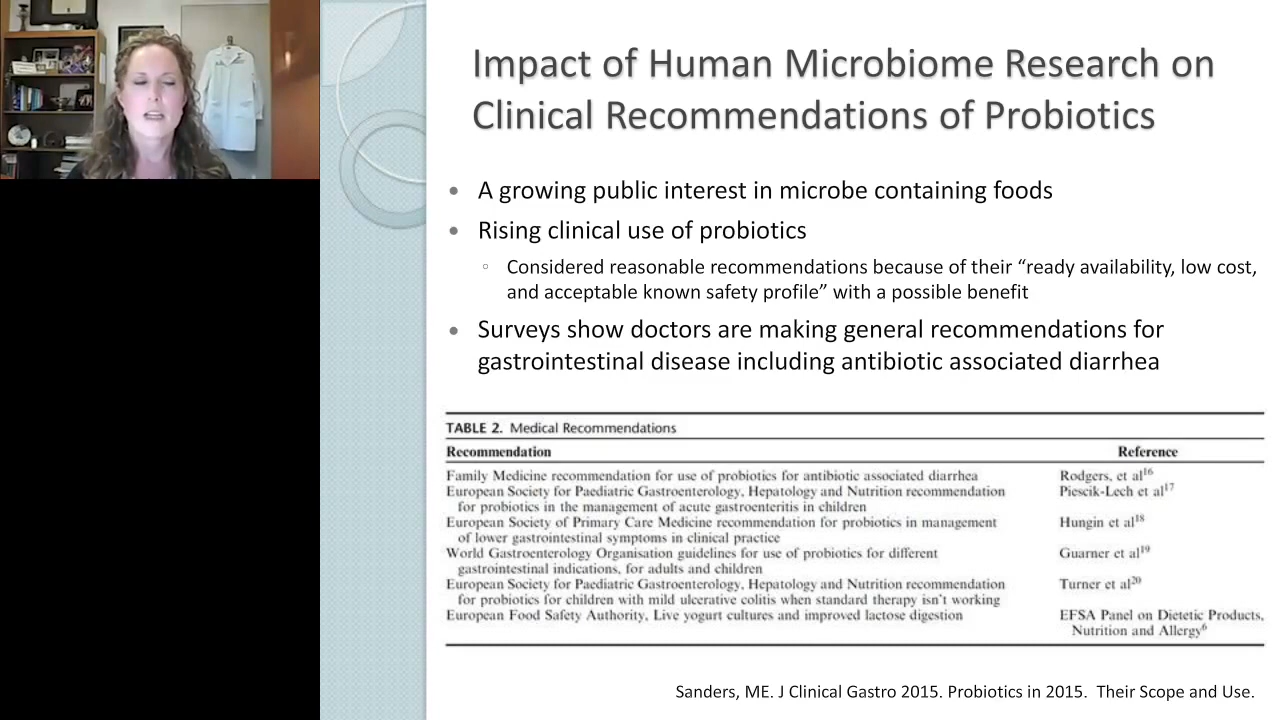 Impact of Human Microbiome Research on
Clinical Recommendations of Probiotics
• A growing public interest in microbe containing foods
• Rising clinical use of probiotics
◦ Considered reasonable recommendations because of their “ready availability, low cost,
and acceptable known safety profile” with a possible benefit
• Surveys show doctors are making general recommendations for
gastrointestinal disease including antibiotic associated diarrhea
TABLE 2. Medical Recommendations
Recommendation Reference
Family Medicine recommendation for use of probiotics for antibiotic associated diarrhea Rodgers, et al16
European Society for Paediatric Gastroenterology, Hepatology and Nutrition recommendation Piescik-Lech et al17
for probiotics in the management of acute gastroenteritis in children
European Society of Primary Care Medicine recommendation for probiotics in management Hungin et al18
of lower gastrointestinal symptoms in clinical practice
World Gastroenterology Organisation guidelines for use of probiotics for different Guarner et al19
gastrointestinal indications, for adults and children
European Society for Paediatric Gastroenterology, Hepatology and Nutrition recommendation Turner et al20
for probiotics for children with mild ulcerative colitis when standard therapy isn't working
European Food Safety Authority, Live yogurt cultures and improved lactose digestion EFSA Panel on Dietetic Products,
Nutrition and Allergy6
Sanders, ME. J Clinical Gastro 2015. Probiotics in 2015. Their Scope and Use.